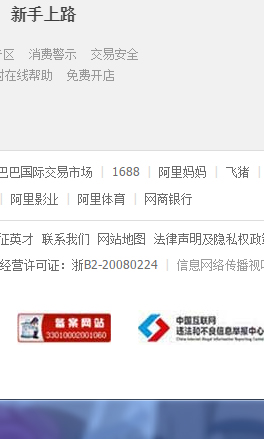 新手上路
专区 消费警示 交易安全
时在线帮助 免费开店
巴巴国际交易市场 | 1688 | 阿里妈妈 | 飞猪 |
| 阿里影业 | 阿里体育 | 网商银行
征英才 联系我们 网站地图 法律声明及隐私权政策
经营许可证：浙B2-20080224 | 信息网络传播视听
备案网站
33010002001060
中国互联网
违法和不良信息举报中心
China Internet Illegal Information Reporting Centre